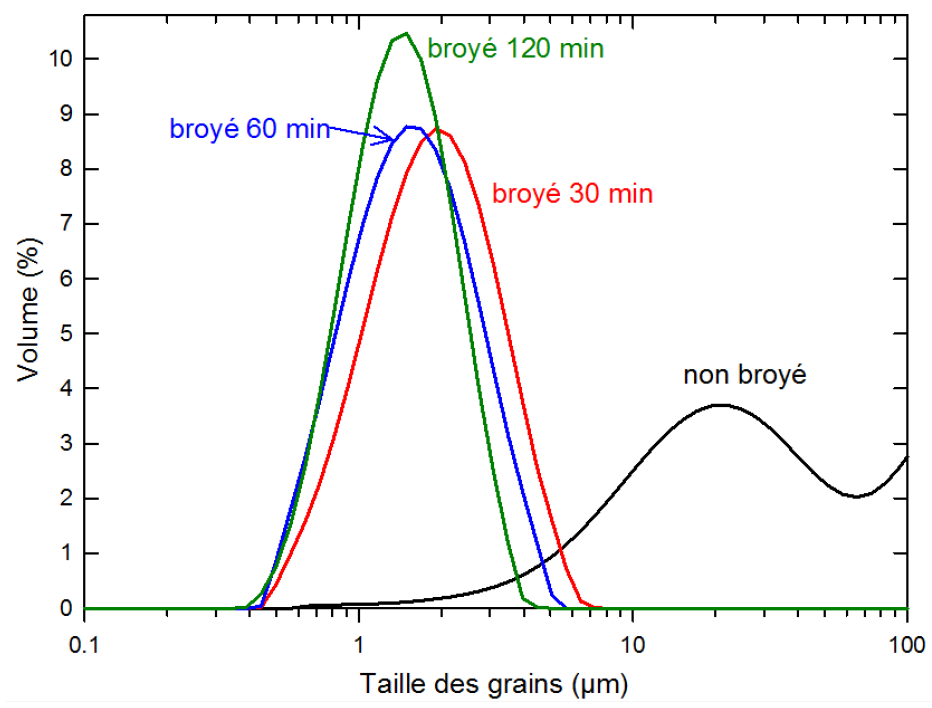 10
9
8
7
6
5
4
3
2
1
0
Volume (%)
broyé 120 min
broyé 60 min
broyé 30 min
non broyé
0.1
1
10
100
Taille des grains (µm)